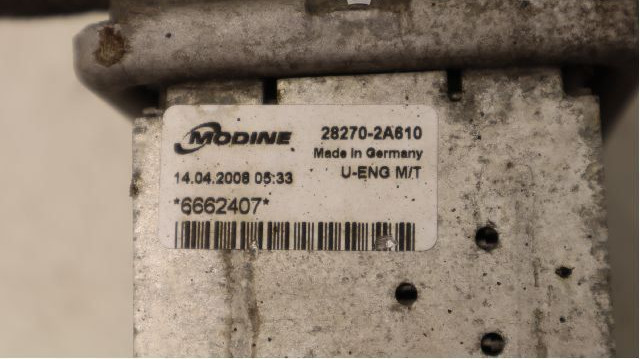 MODINE 28270-2A610
Made in Germany
14.04.2008 05:33 U-ENG M/T
*6662407*